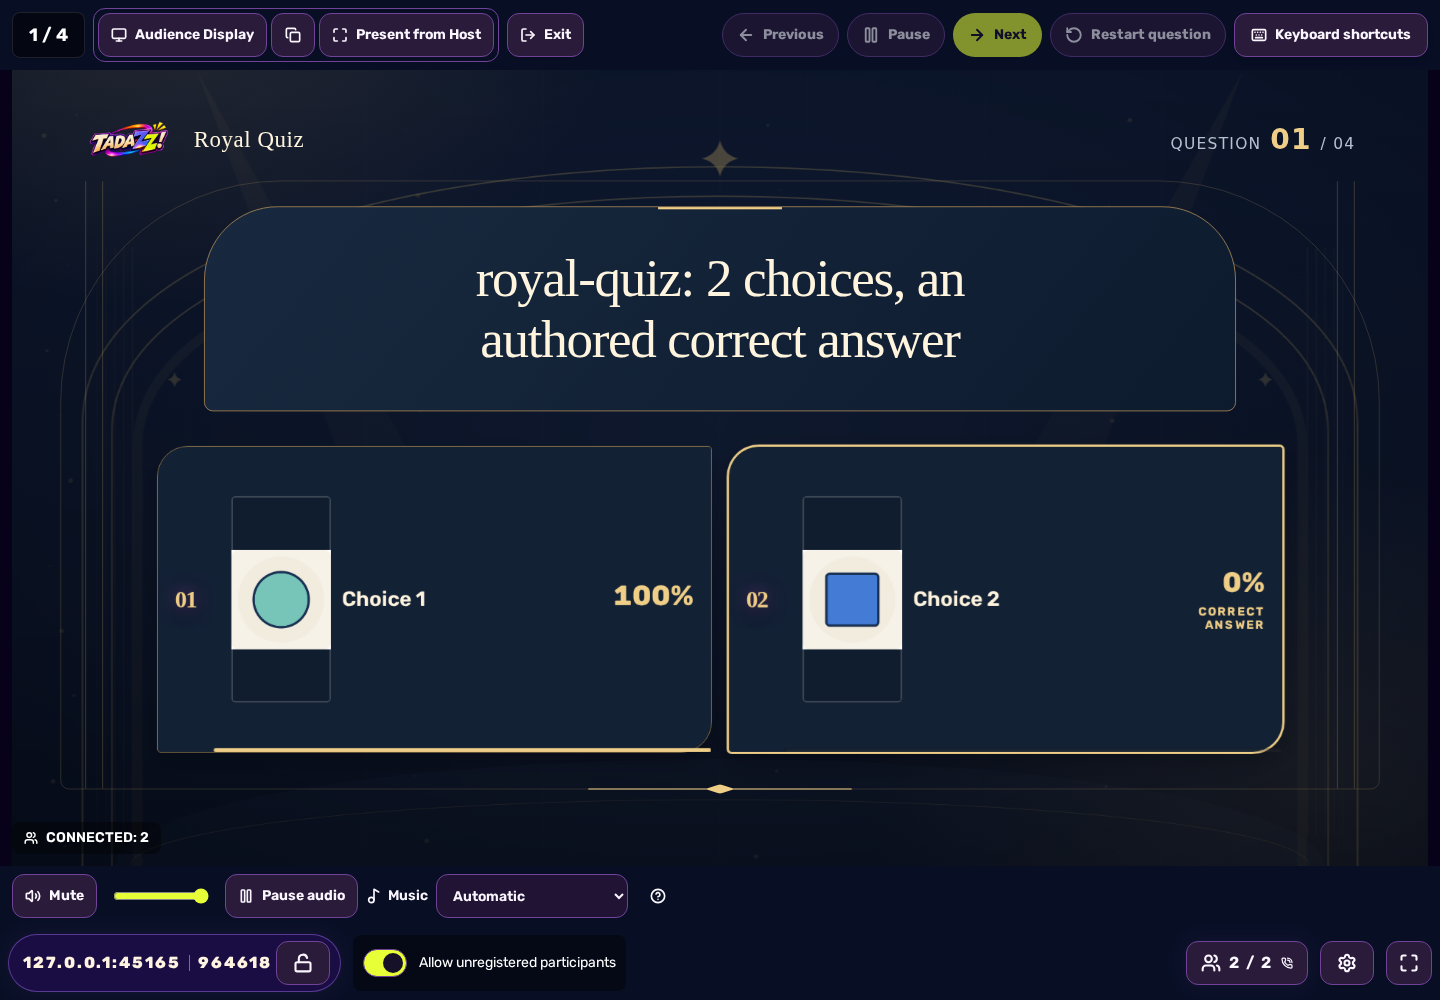 1 / 4
Audience Display
Present from Host
Exit
Previous
Pause
Next
Restart question
Keyboard shortcuts
TADAZZ!
Royal Quiz
QUESTION 01 / 04
royal-quiz: 2 choices, an
authored correct answer
01
Choice 1
100%
02
Choice 2
0%
CORRECT
ANSWER
CONNECTED: 2
Mute
Pause audio
Music
Automatic
127.0.0.1:45165
964618
Allow unregistered participants
2 / 2